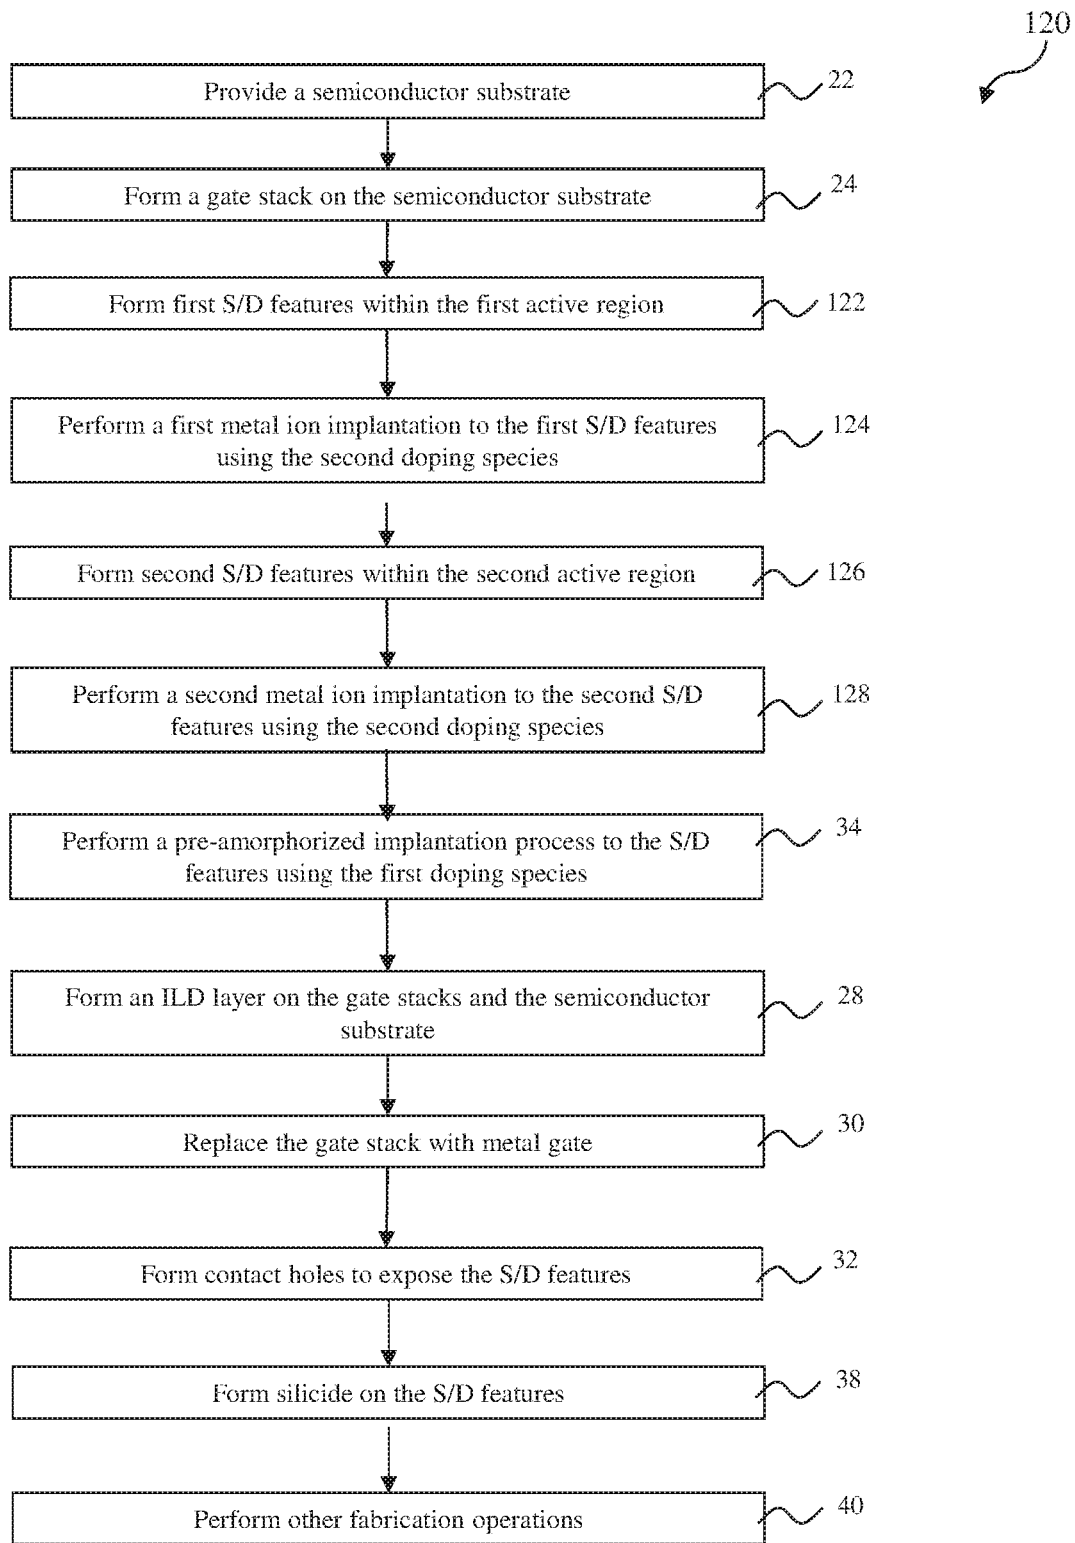 120
Provide a semiconductor substrate
22
Form a gate stack on the semiconductor substrate
24
Form first S/D features within the first active region
122
Perform a first metal ion implantation to the first S/D features
using the second doping species
124
Form second S/D features within the second active region
126
Perform a second metal ion implantation to the second S/D
features using the second doping species
128
Perform a pre-amorphorized implantation process to the S/D
features using the first doping species
34
Form an ILD layer on the gate stacks and the semiconductor
substrate
28
Replace the gate stack with metal gate
30
Form contact holes to expose the S/D features
32
Form silicide on the S/D features
38
Perform other fabrication operations
40